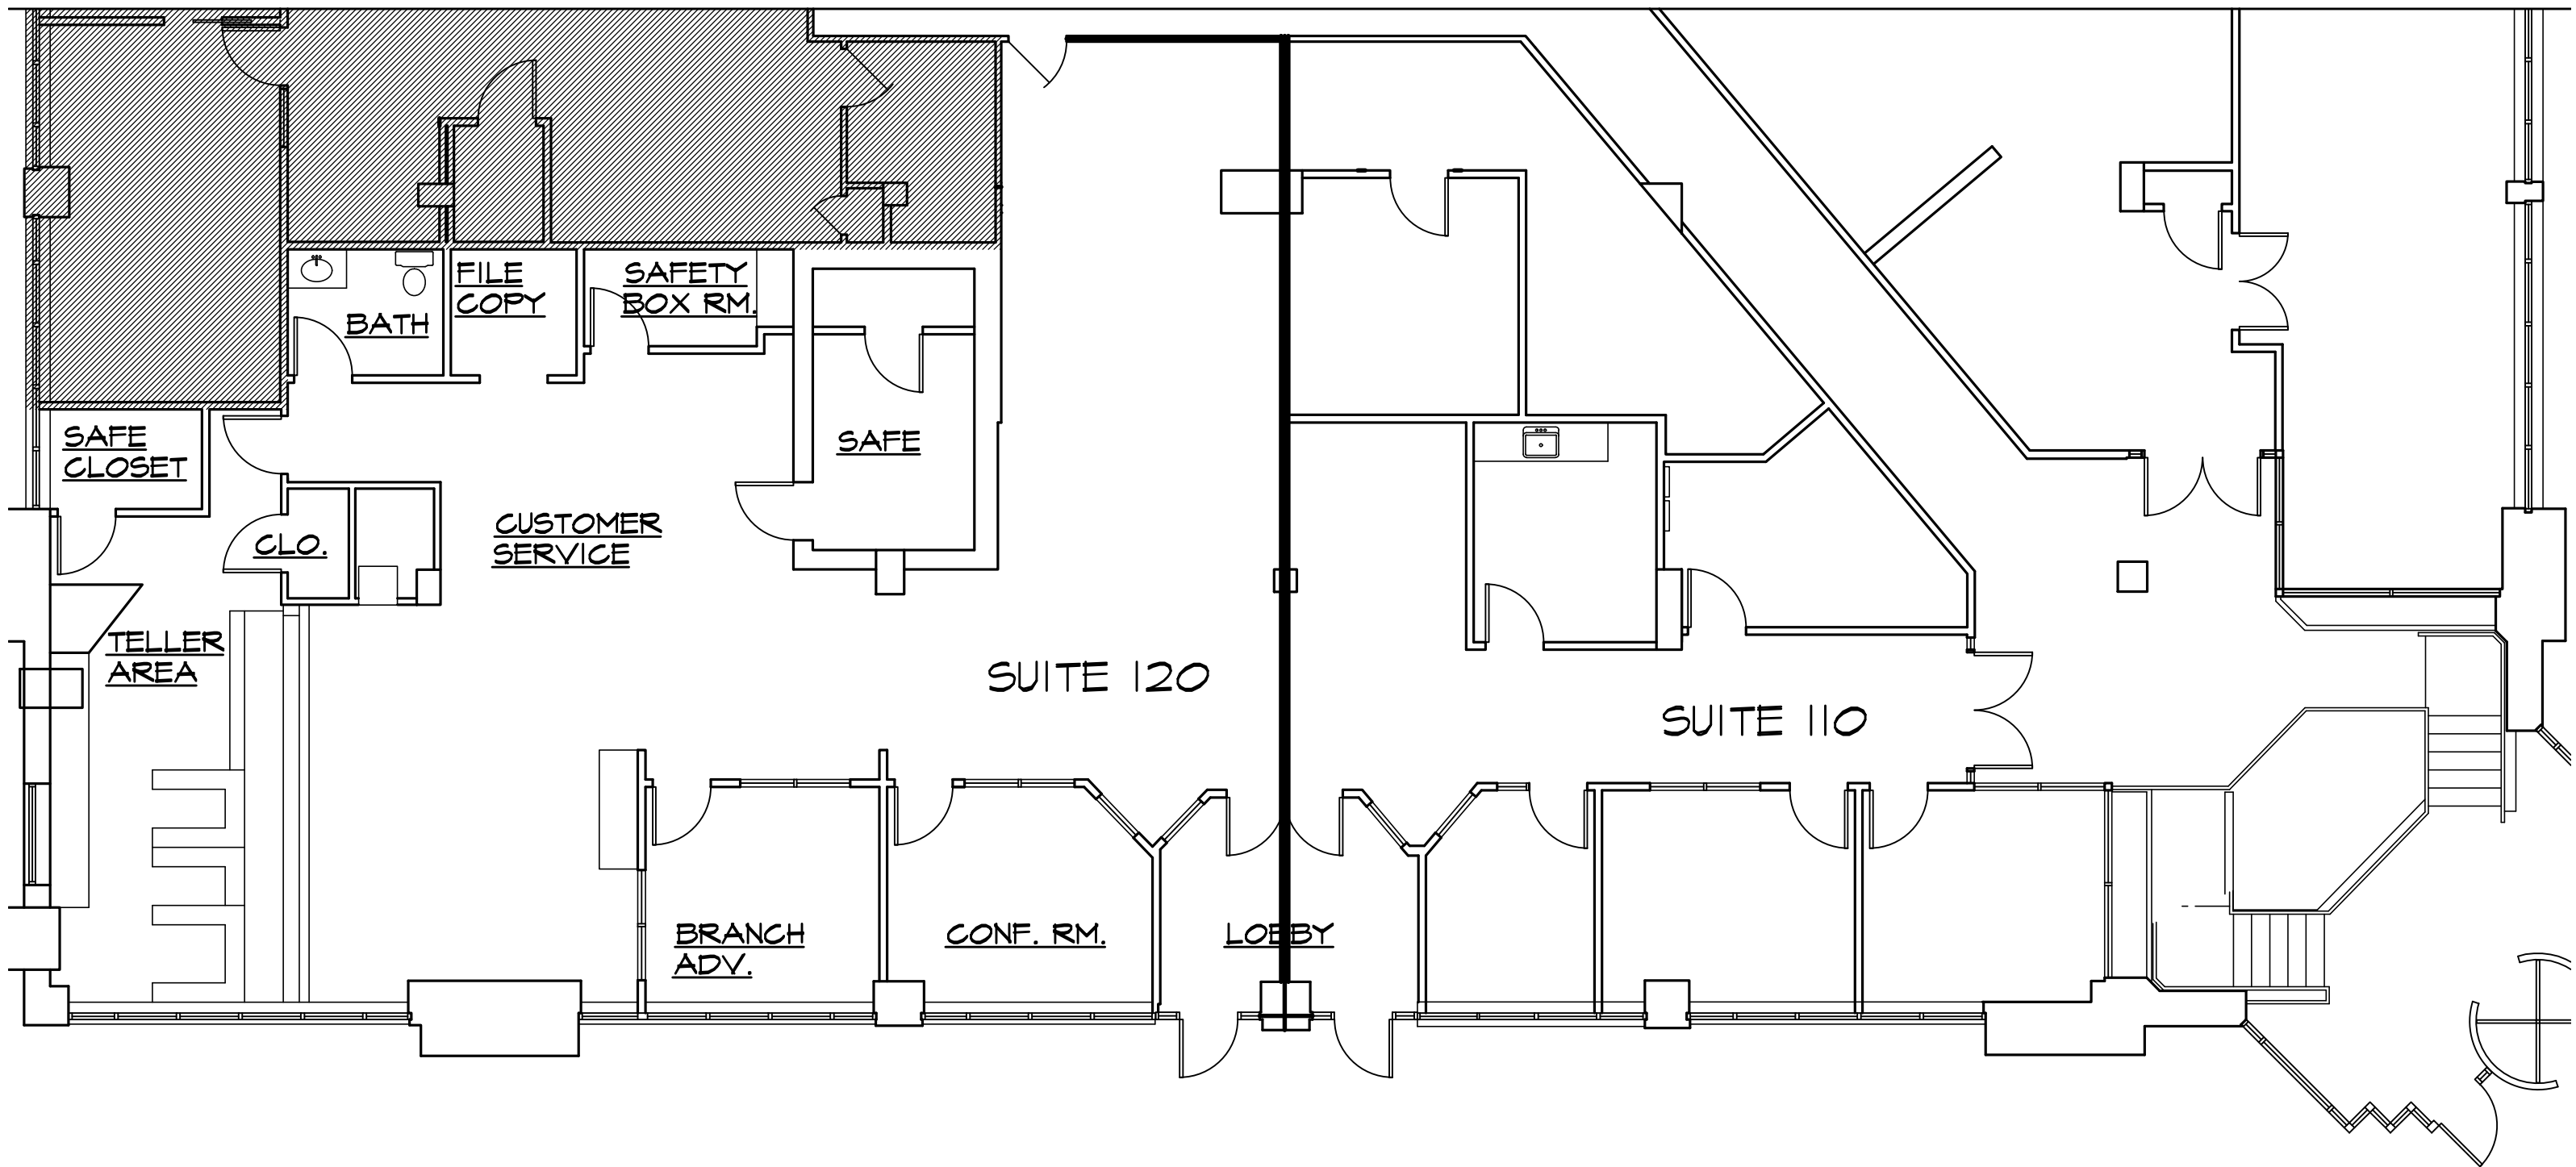 FILE
COPY
SAFETY
BOX RM.
BATH
SAFE
CLOSET
SAFE
CUSTOMER
SERVICE
CLO.
TELLER
AREA
SUITE 120
SUITE 110
BRANCH
ADV.
CONF. RM.
LOBBY